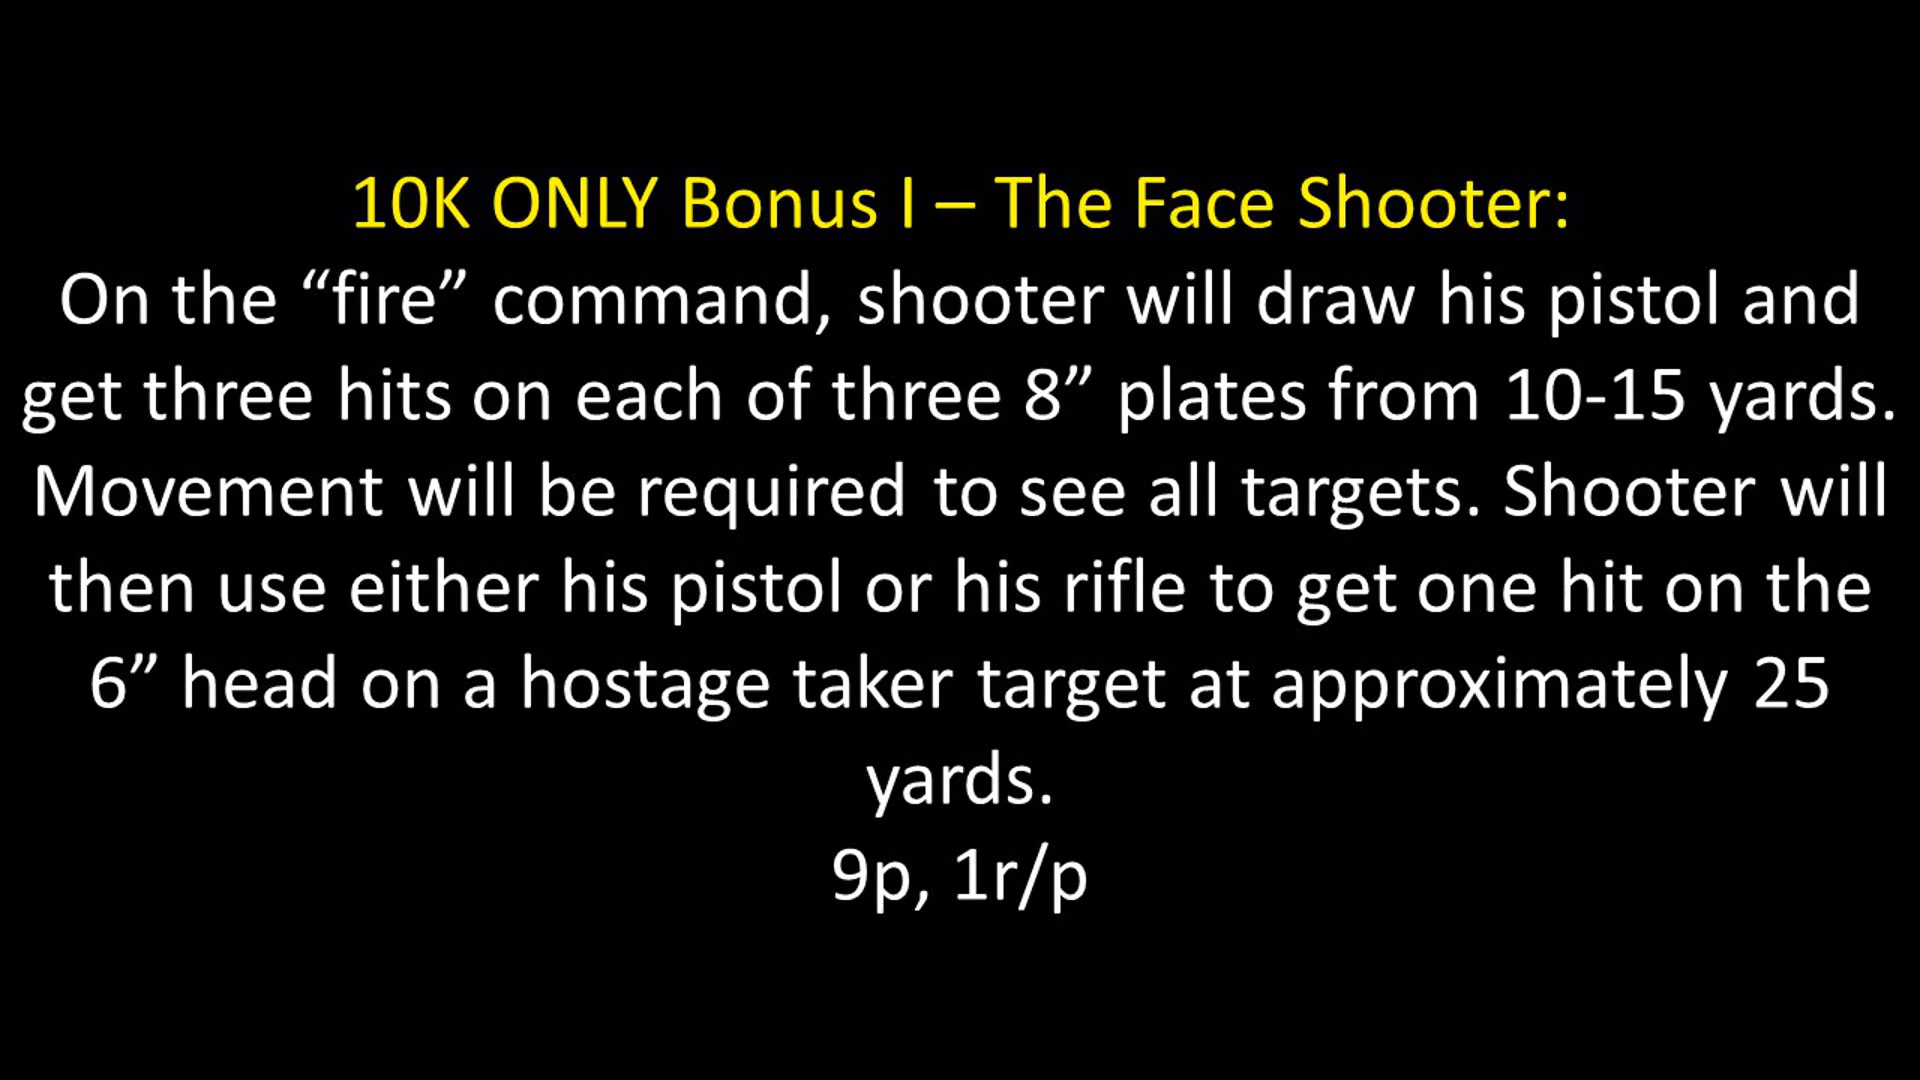 10K ONLY Bonus I – The Face Shooter:
On the “fire” command, shooter will draw his pistol and
get three hits on each of three 8” plates from 10-15 yards.
Movement will be required to see all targets. Shooter will
then use either his pistol or his rifle to get one hit on the
6” head on a hostage taker target at approximately 25
yards.
9p, 1r/p